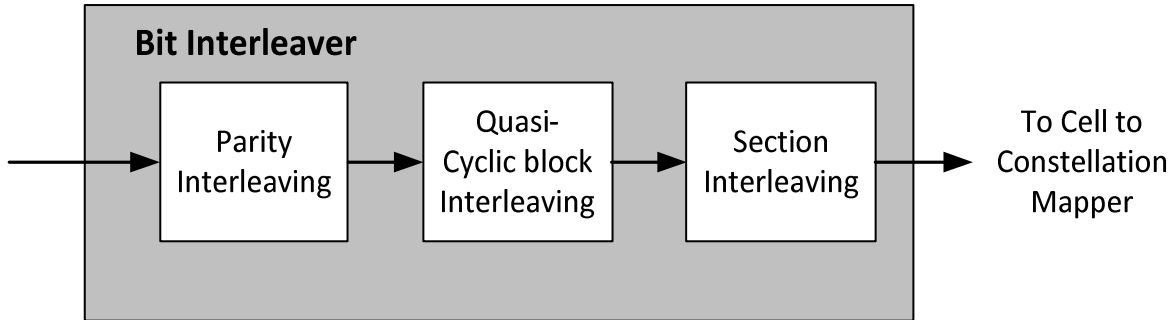 Bit Interleaver
Parity
Interleaving
Quasi-
Cyclic block
Interleaving
Section
Interleaving
To Cell to
Constellation
Mapper